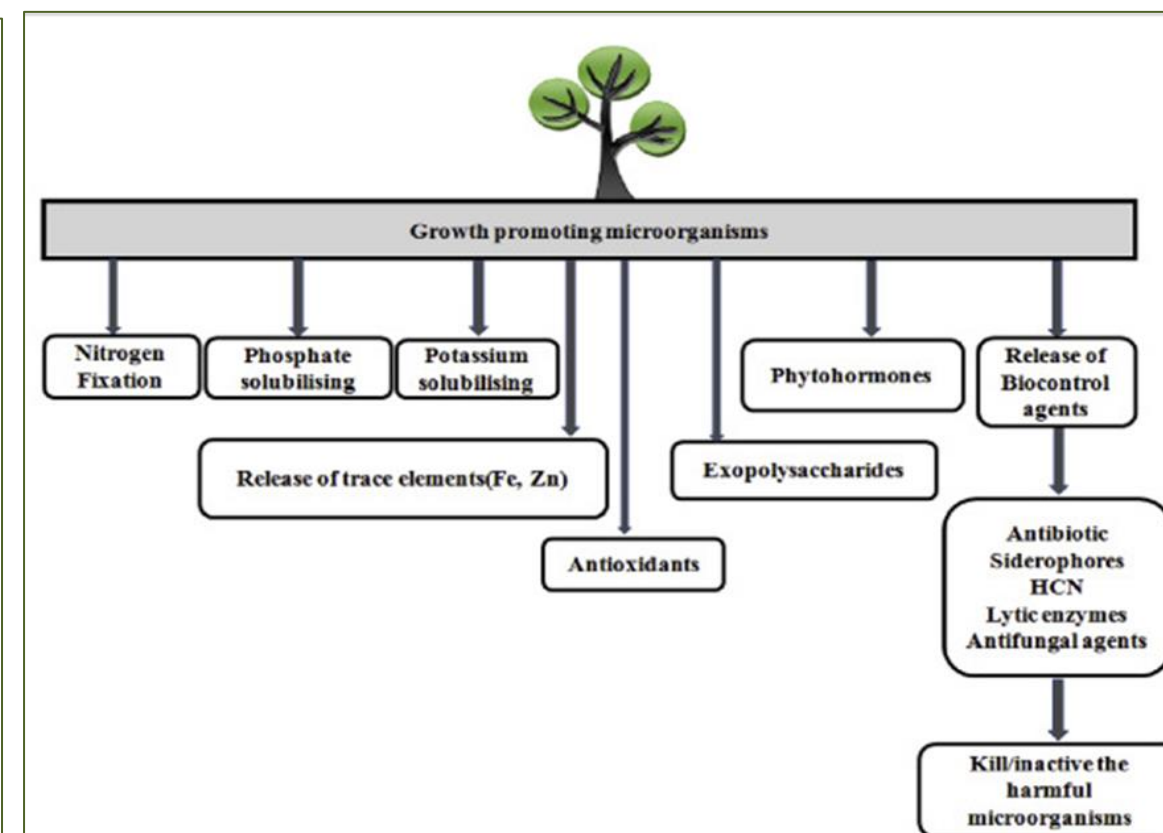 Growth promoting microorganisms
Nitrogen
Fixation
Phosphate
solubilising
Potassium
solubilising
Release of trace elements(Fe, Zn)
Antioxidants
Exopolysaccharides
Phytohormones
Release of
Biocontrol
agents
Antibiotic
Siderophores
HCN
Lytic enzymes
Antifungal agents
Kill/inactive the
harmful
microorganisms